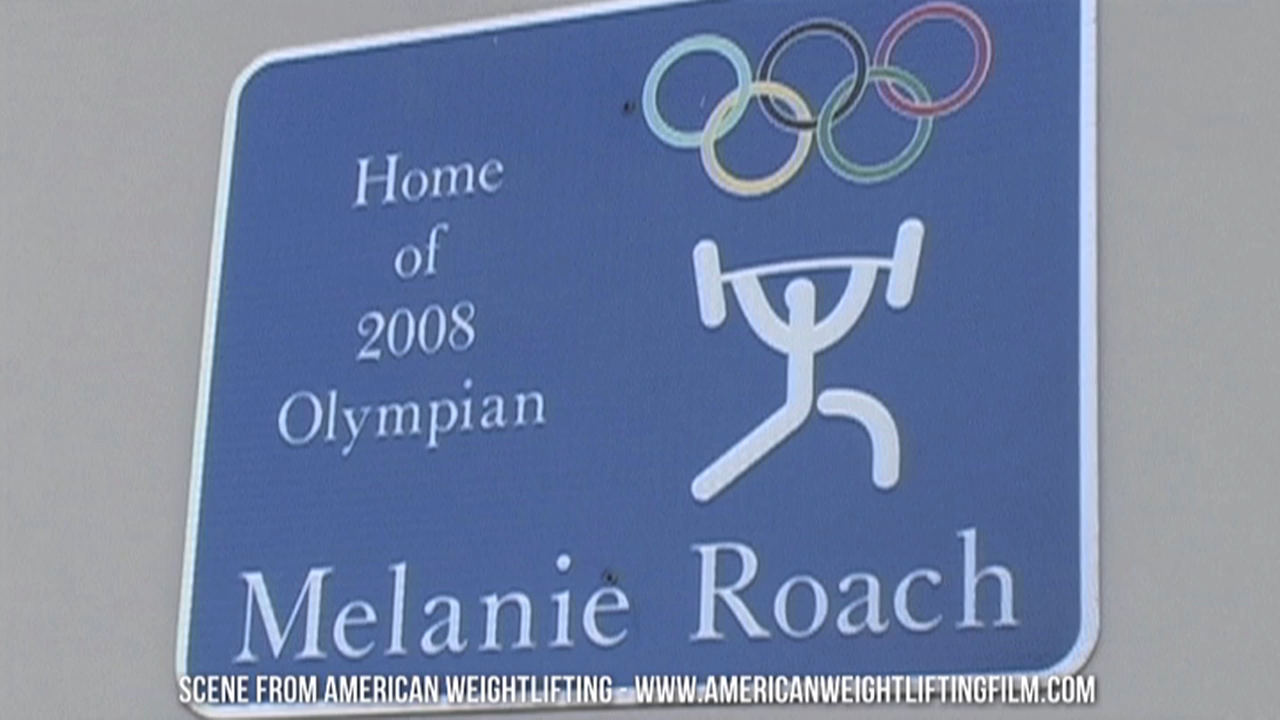 Home
of
2008
Olympian
Melanie Roach
SCENE FROM AMERICAN WEIGHTLIFTING - WWW.AMERICANWEIGHTLIFTINGFILM.COM